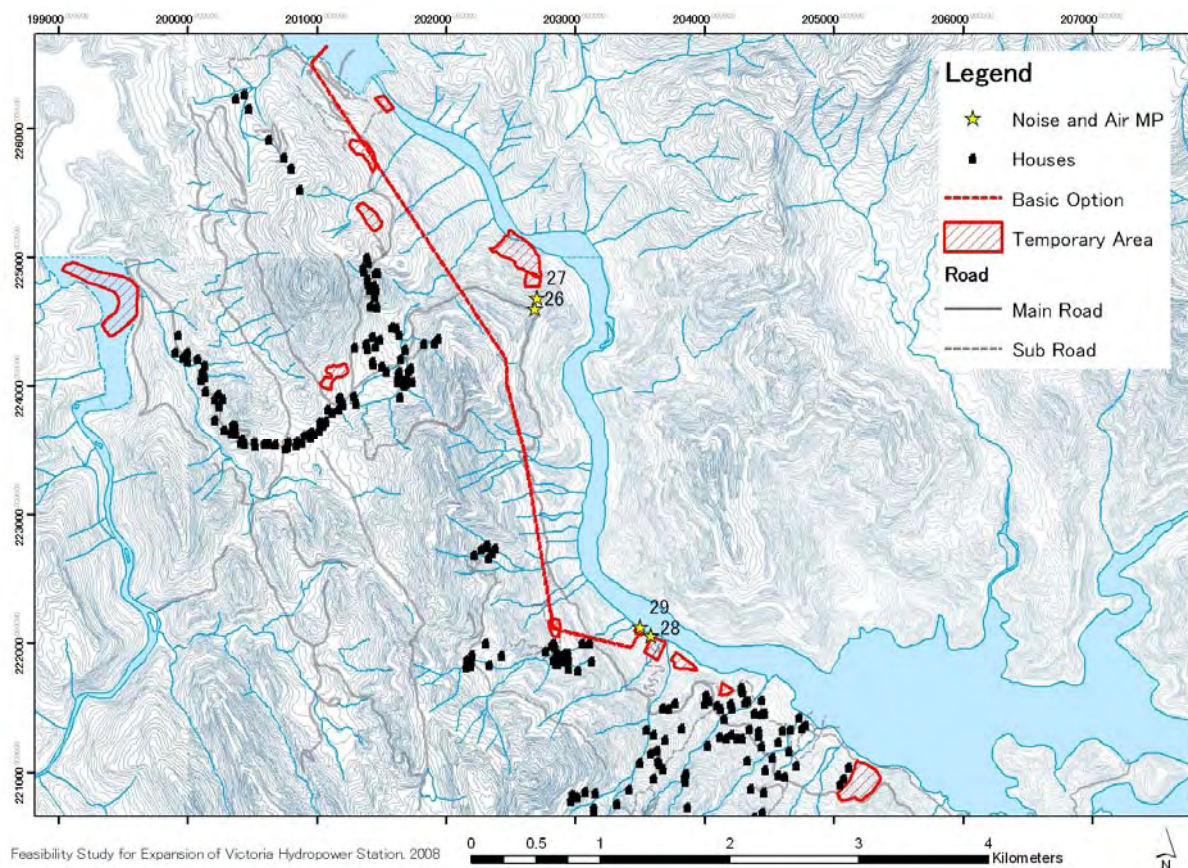 199000 200000 201000 202000 203000 204000 205000 206000 207000
226000
225000
224000
223000
222000
221000
Legend
Noise and Air MP
Houses
Basic Option
Temporary Area
Road
Main Road
Sub Road
27
26
29
28
Feasibility Study for Expansion of Victoria Hydropower Station, 2008
0 0.5 1 2 3 4
Kilometers
N